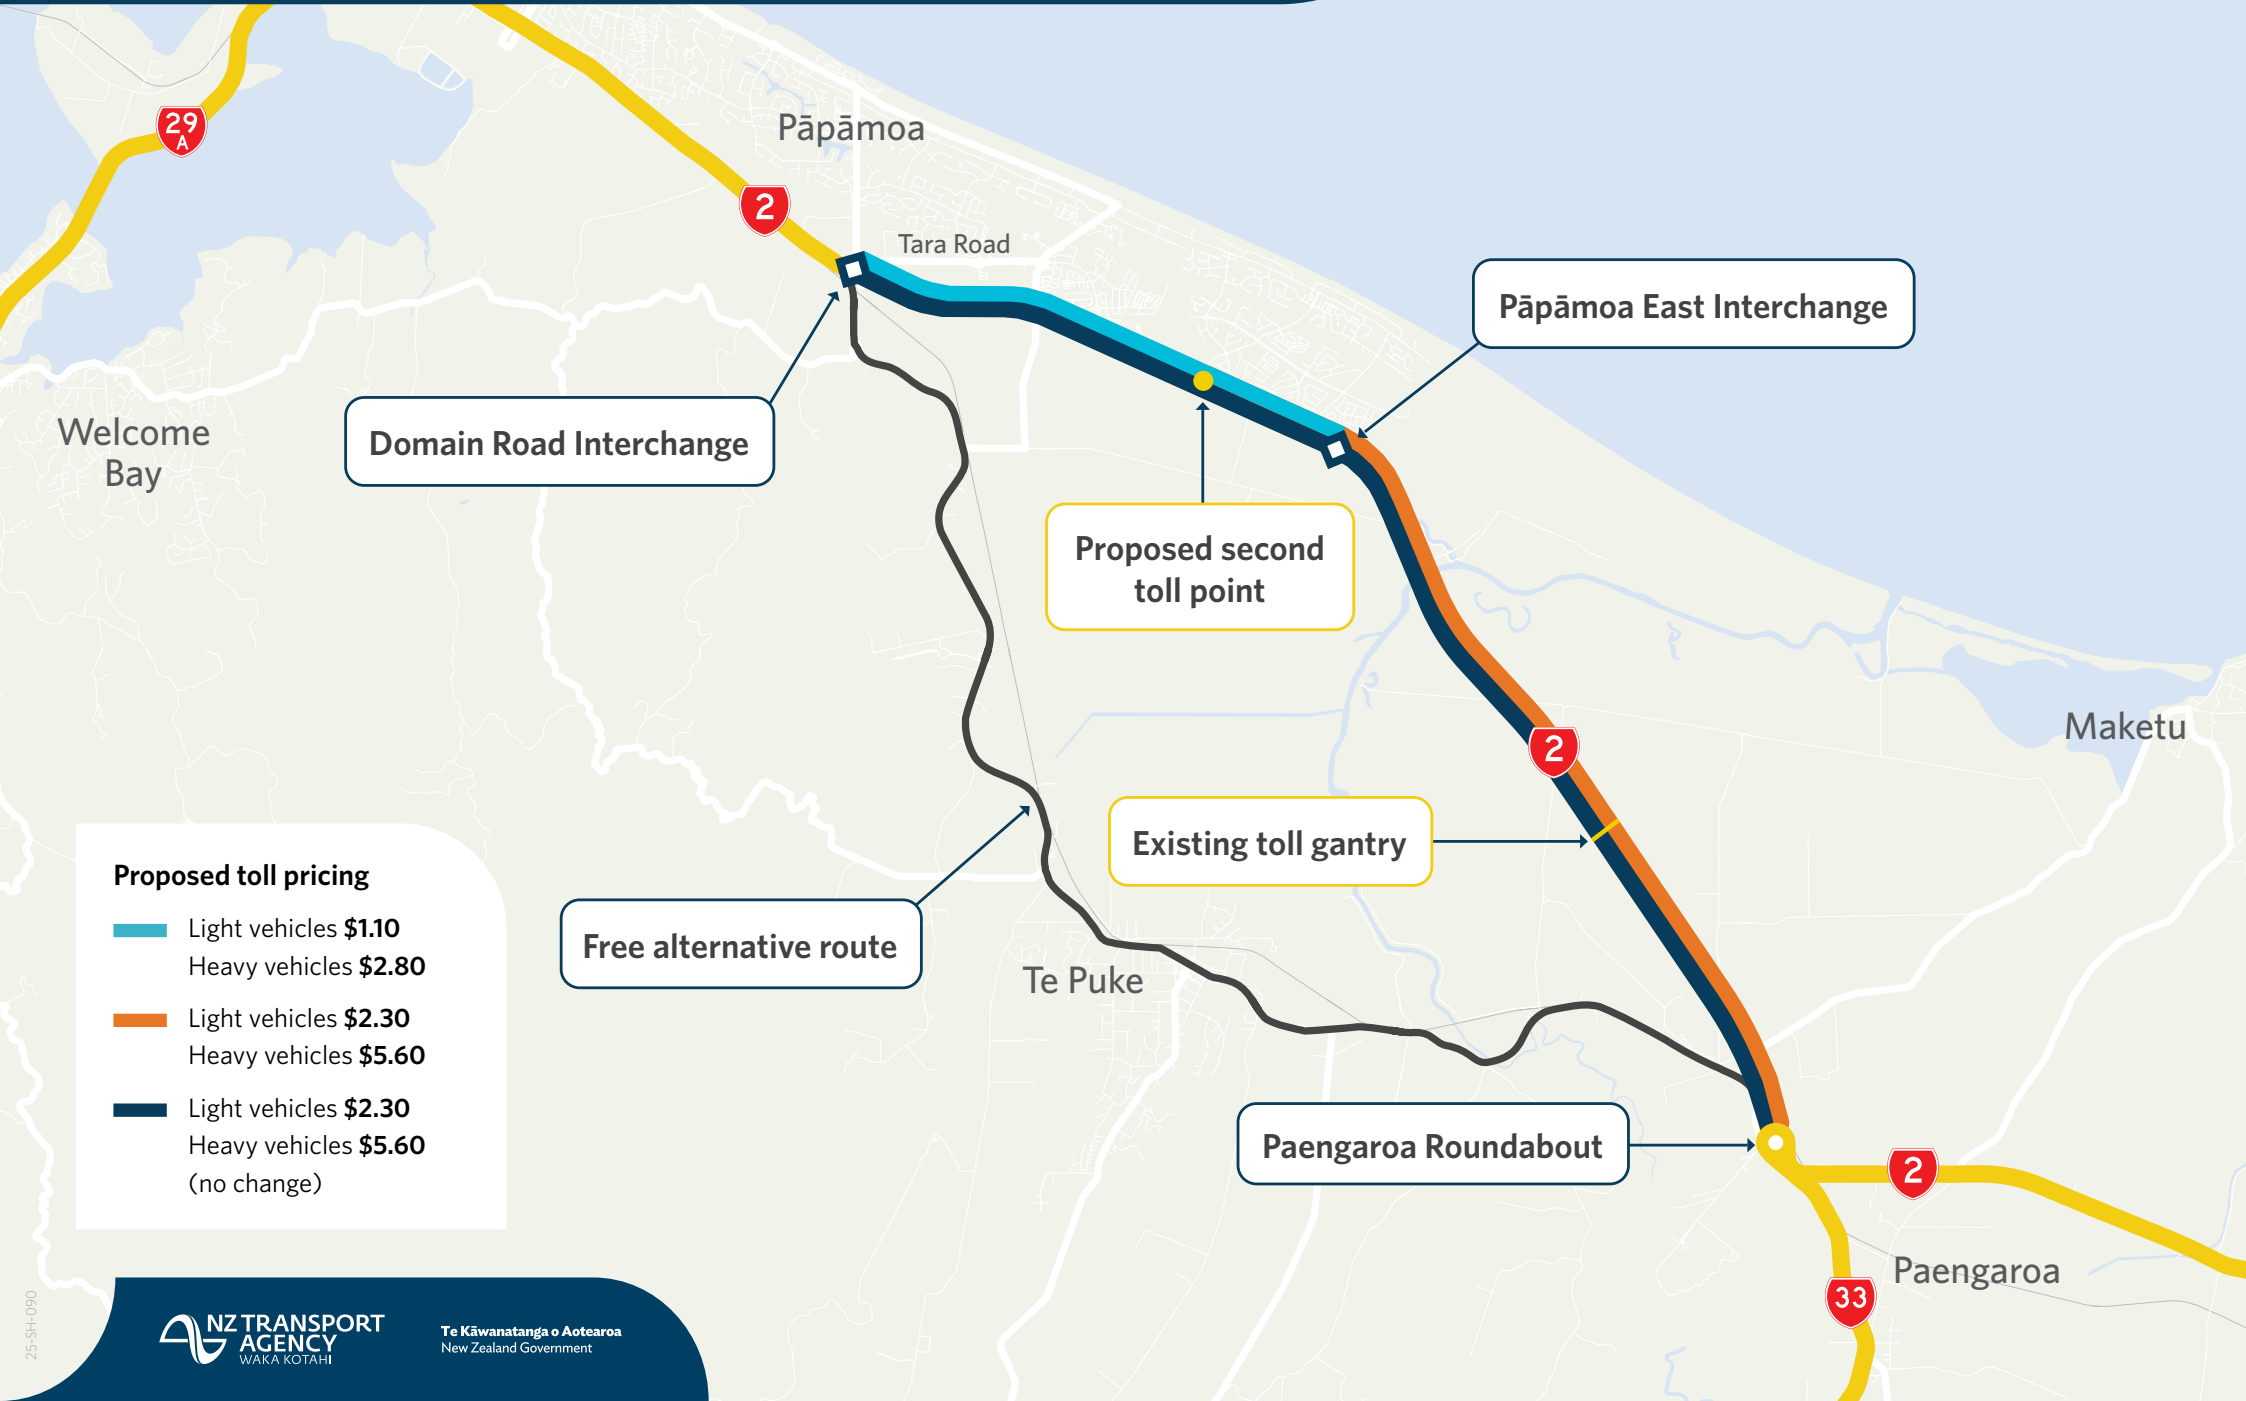 29
A
Pāpāmoa
2
Tara Road
Pāpāmoa East Interchange
Welcome
Bay
Domain Road Interchange
Proposed second
toll point
Maketu
2
Existing toll gantry
Proposed toll pricing
Light vehicles $1.10
Heavy vehicles $2.80
Light vehicles $2.30
Heavy vehicles $5.60
Light vehicles $2.30
Heavy vehicles $5.60
(no change)
Free alternative route
Te Puke
Paengaroa Roundabout
2
Paengaroa
33
25-SH-090
NZ TRANSPORT
AGENCY
WAKA KOTAHI
Te Kāwanatanga o Aotearoa
New Zealand Government